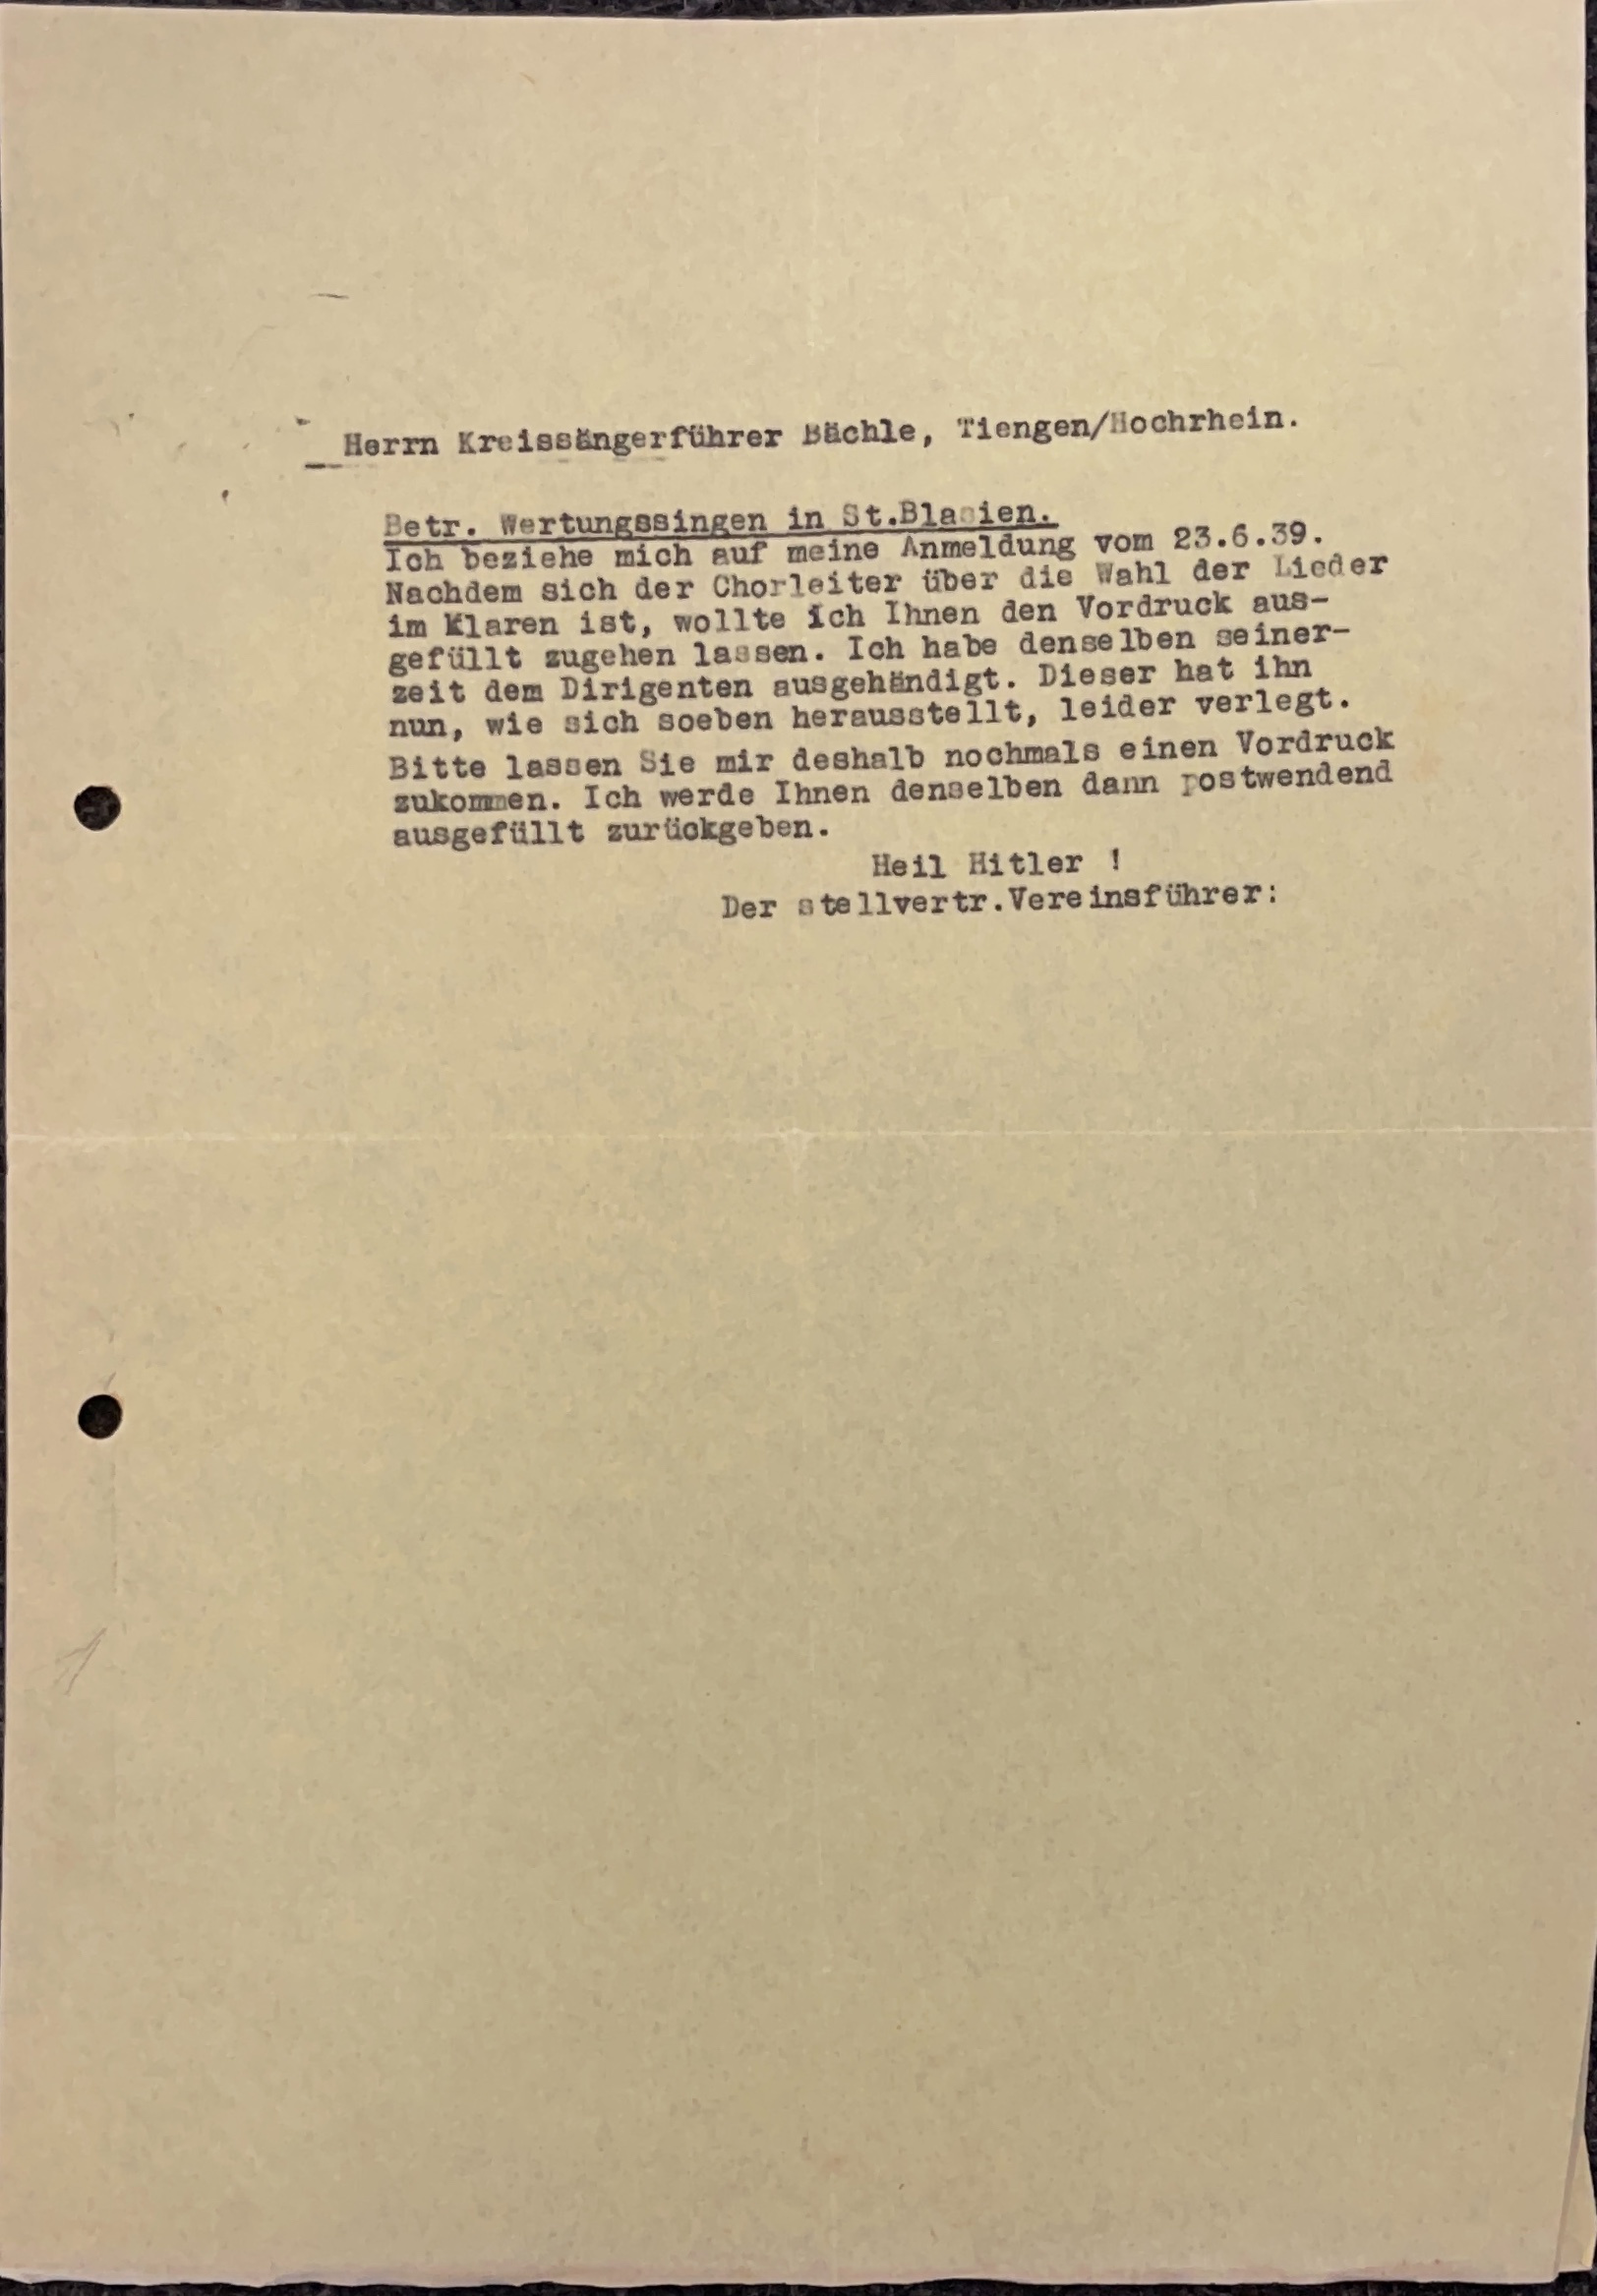 Herrn Kreissängerführer Bächle, Tiengen/Hochrhein.
Betr. Wertungssingen in St.Blasien.
Ich beziehe mich auf meine Anmeldung vom 23.6.39.
Nachdem sich der Chorleiter über die Wahl der Lieder
im Klaren ist, wollte ich Ihnen den Vordruck aus-
gefüllt zugehen lassen. Ich habe denselben seiner-
zeit dem Dirigenten ausgehändigt. Dieser hat ihn
nun, wie sich soeben herausstellt, leider verlegt.
Bitte lassen Sie mir deshalb nochmals einen Vordruck
zukommen. Ich werde Ihnen denselben dann postwendend
ausgefüllt zurückgeben.
Heil Hitler !
Der stellvertr.Vereinsführer: